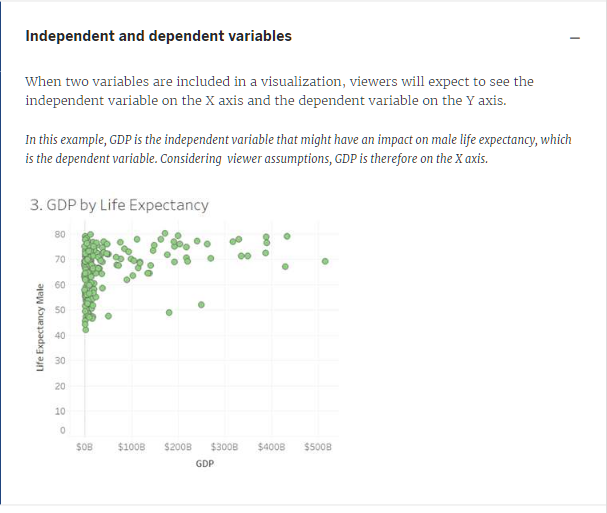 Independent and dependent variables
–
When two variables are included in a visualization, viewers will expect to see the
independent variable on the X axis and the dependent variable on the Y axis.
In this example, GDP is the independent variable that might have an impact on male life expectancy, which
is the dependent variable. Considering viewer assumptions, GDP is therefore on the X axis.
3. GDP by Life Expectancy
Life Expectancy Male
80
70
60
50
40
30
20
10
0
$0B $100B $200B $300B $400B $500B
GDP